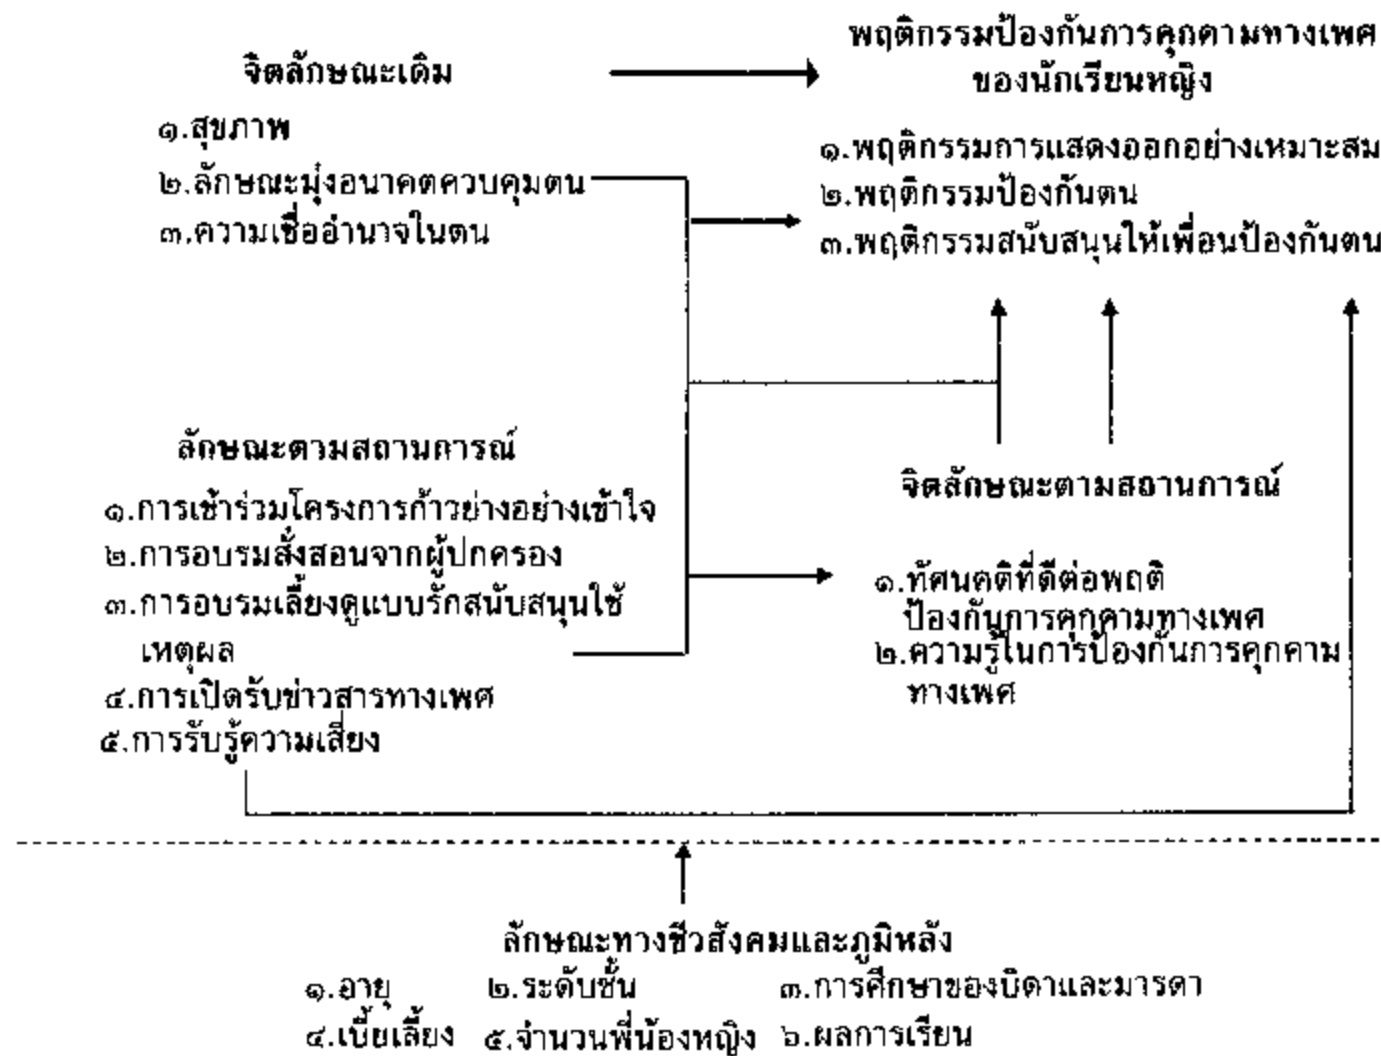 จิตลักษณะเดิม
๑.สุขภาพ
๒.ลักษณะมุ่งอนาคตควบคุมตน
๓.ความเชื่ออำนาจในตน
พฤติกรรมป้องกันการคุกคามทางเพศ
ของนักเรียนหญิง
๑.พฤติกรรมการแสดงออกอย่างเหมาะสม
๒.พฤติกรรมป้องกันตน
๓.พฤติกรรมสนับสนุนให้เพื่อนป้องกันตน
ลักษณะตามสถานการณ์
๑.การเข้าร่วมโครงการก้าวย่างอย่างเข้าใจ
๒.การอบรมสั่งสอนจากผู้ปกครอง
๓.การอบรมเลี้ยงดูแบบรักสนับสนุนใช้
เหตุผล
๔.การเปิดรับข่าวสารทางเพศ
๕.การรับรู้ความเสี่ยง
จิตลักษณะตามสถานการณ์
๑.ทัศนคติที่ดีต่อพฤติ
ป้องกันการคุกคามทางเพศ
๒.ความรู้ในการป้องกันการคุกคาม
ทางเพศ
ลักษณะทางชีวสังคมและภูมิหลัง
๑.อายุ ๒.ระดับชั้น ๓.การศึกษาของบิดาและมารดา
๔.เบี้ยเลี้ยง ๕.จำนวนพี่น้องหญิง ๖.ผลการเรียน